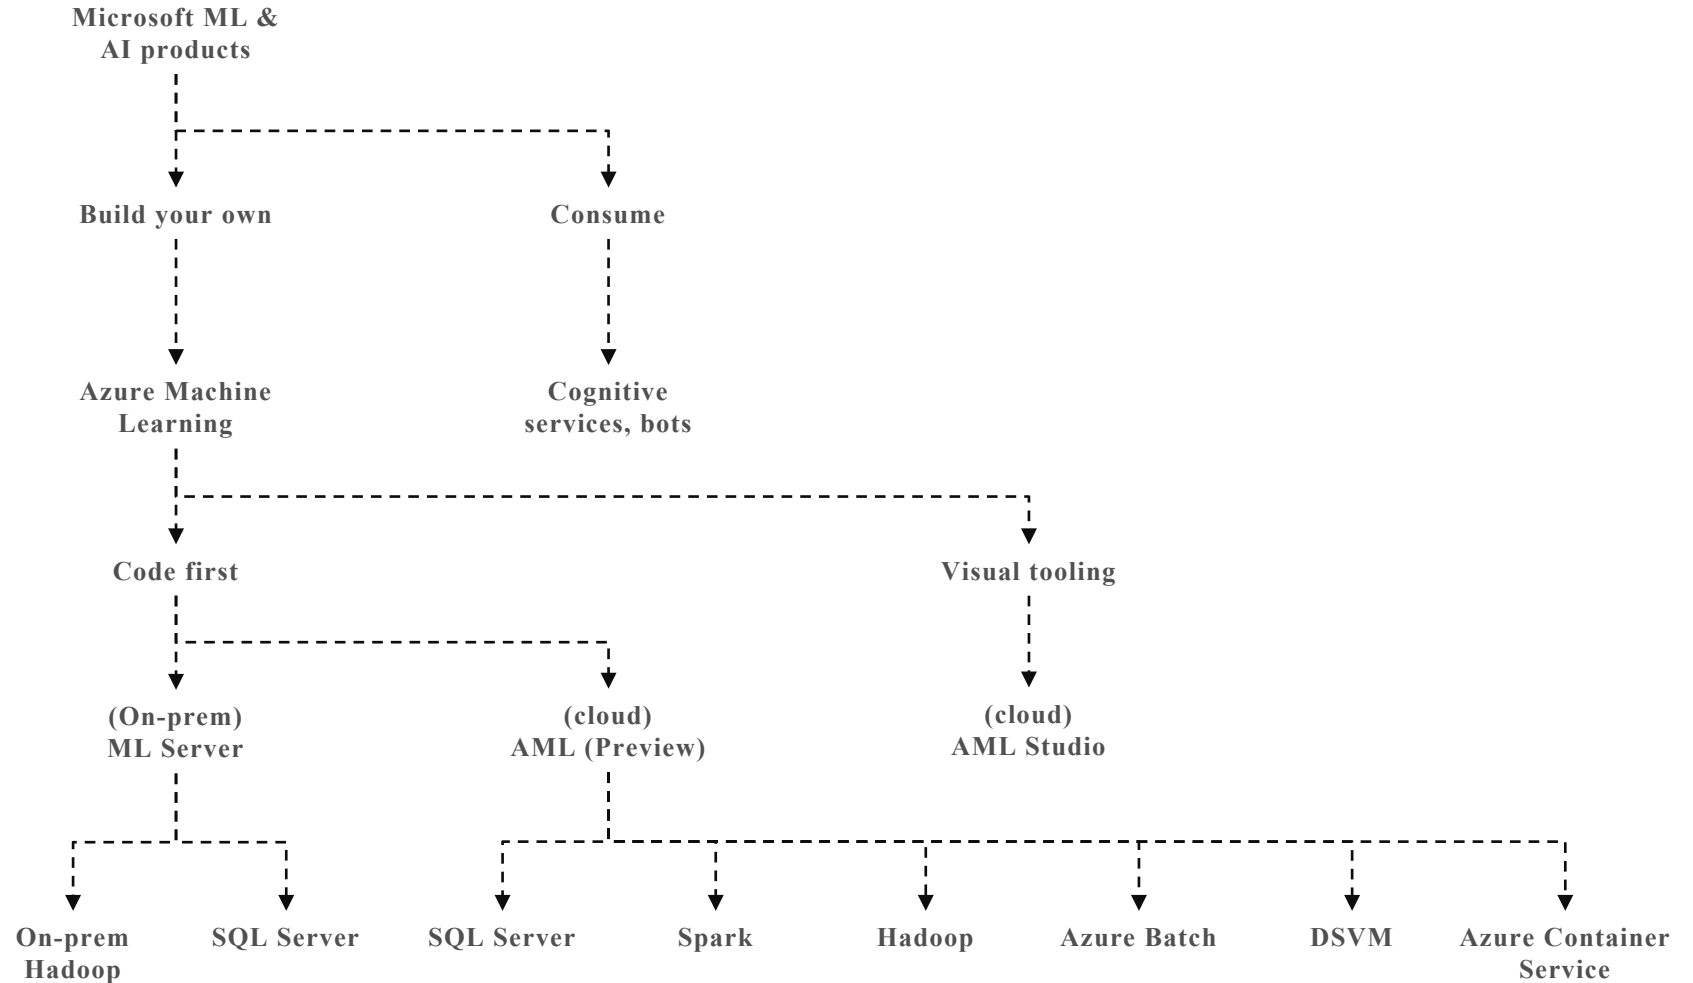 Microsoft ML &
AI products
Build your own
Consume
Azure Machine
Learning
Cognitive
services, bots
Code first
Visual tooling
(On-prem)
ML Server
(cloud)
AML (Preview)
(cloud)
AML Studio
On-prem
Hadoop
SQL Server
SQL Server
Spark
Hadoop
Azure Batch
DSVM
Azure Container
Service